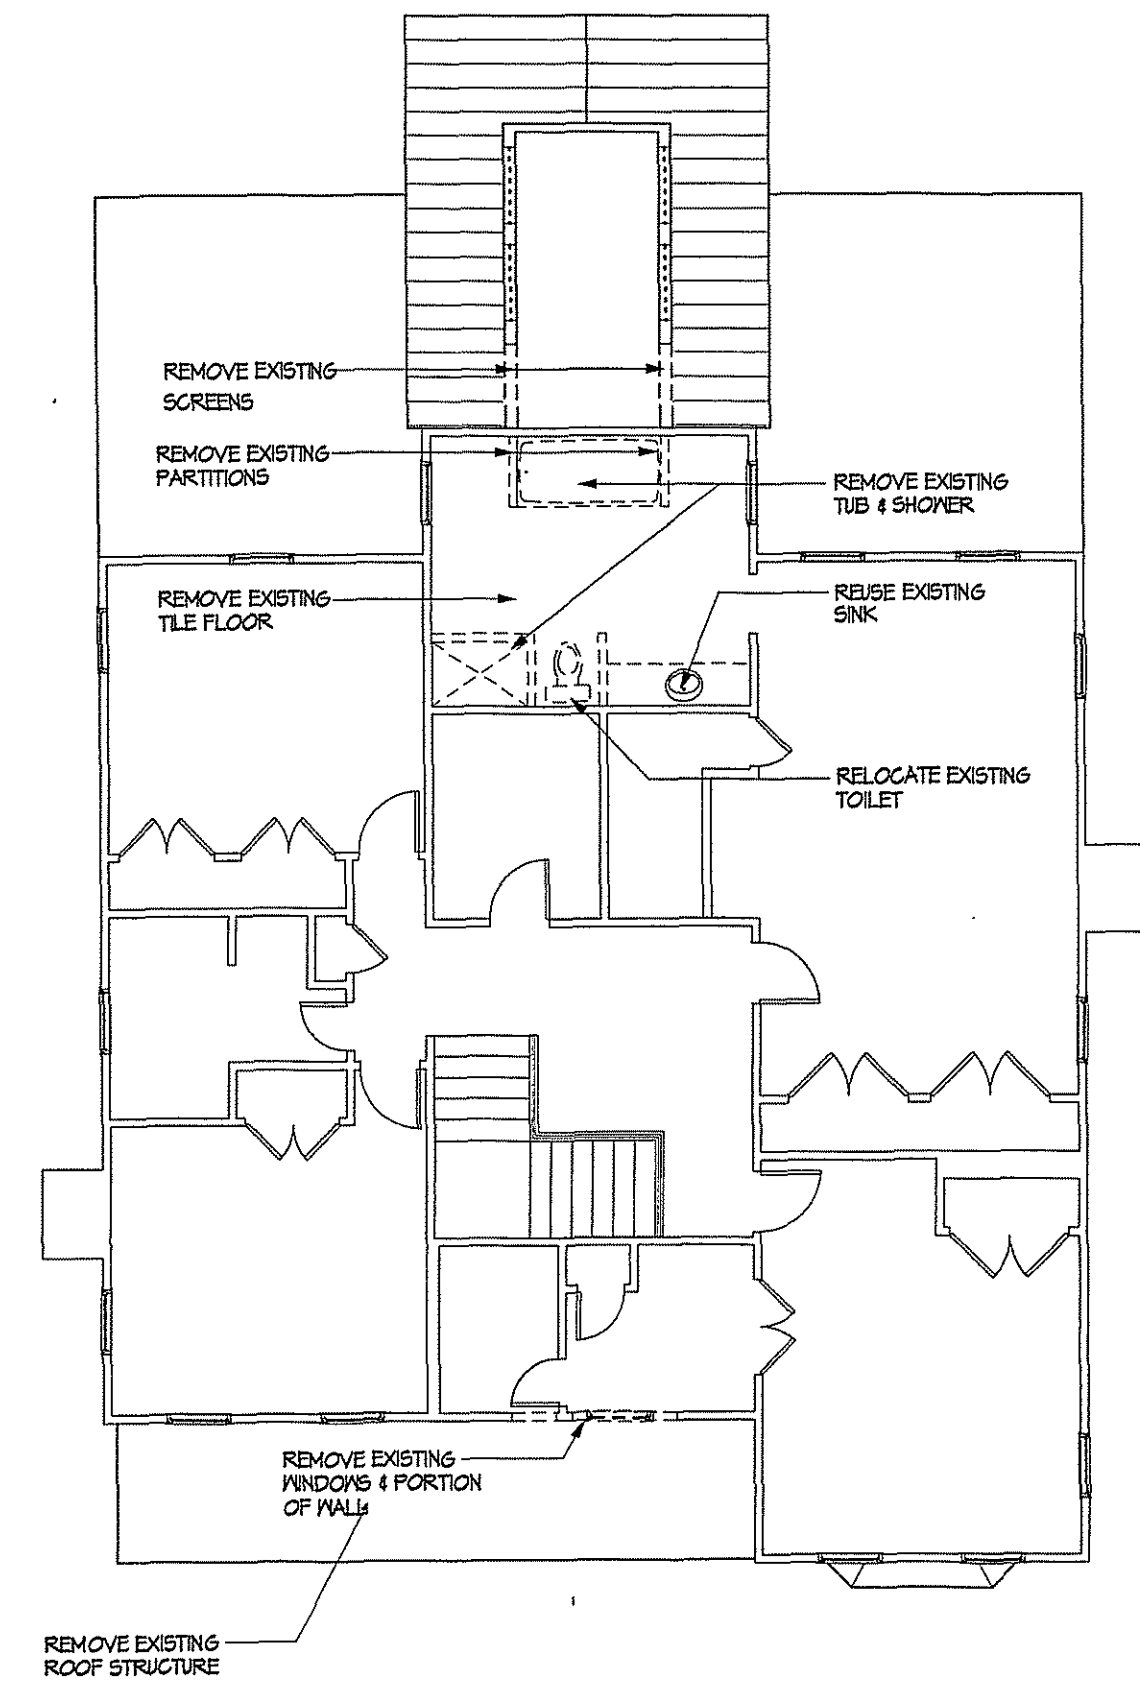 REMOVE EXISTING
SCREENS
REMOVE EXISTING
PARTITIONS
REMOVE EXISTING
TUB & SHOWER
REMOVE EXISTING
TILE FLOOR
REUSE EXISTING
SINK
RELOCATE EXISTING
TOILET
REMOVE EXISTING
WINDOWS & PORTION
OF WALL
REMOVE EXISTING
ROOF STRUCTURE